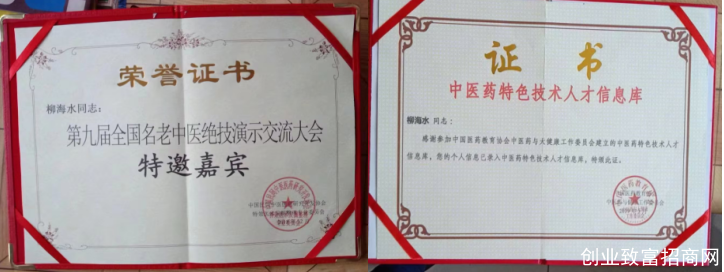 荣誉证书
柳海水同志：
第九届全国名老中医绝技演示交流大会
特邀嘉宾
证书
中医药特色技术人才信息库
柳海水 同志：
感谢参加中国医药教育协会中医药与大健康工作委员会建立的中医药特色技术人才
信息库，您的个人信息已录入中医药特色技术人才信息库，特颁此证。
创业致富招商网